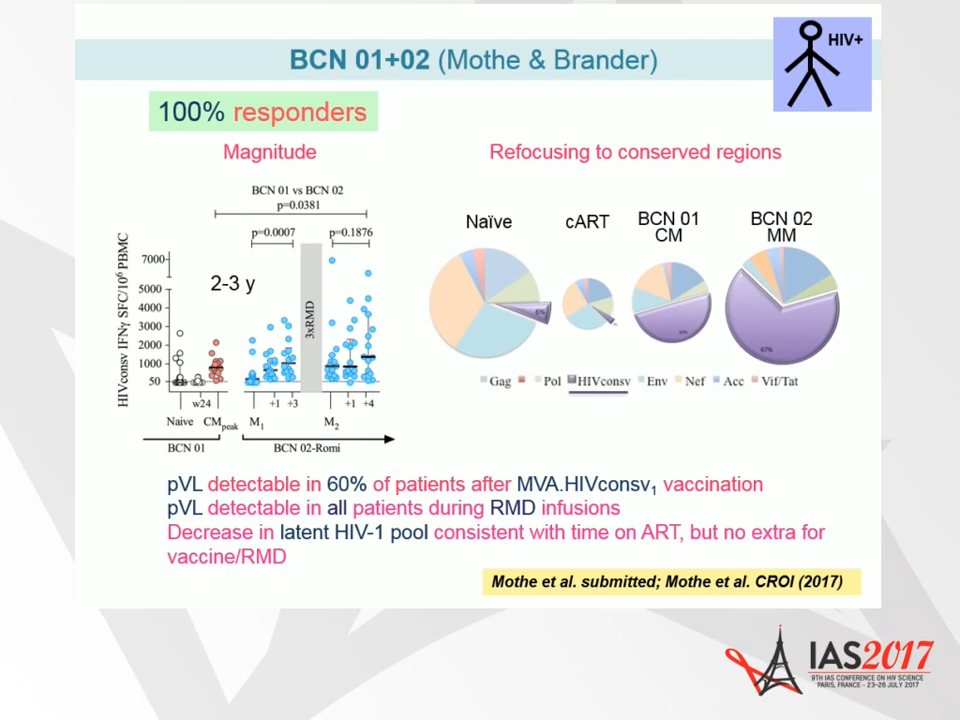 BCN 01+02 (Mothe & Brander)
HIV+
100% responders
Magnitude
Refocusing to conserved regions
BCN 01 vs BCN 02
p=0.0381
p=0.0007
p=0.1876
HIVconsv IFNγ SFC/10⁶ PBMC
7000
5000
4000
3000
2000
1000
50
2-3 y
3xRMD
w24
+1 +3
+1 +4
Naive CMpeak M1 M2
BCN 01
BCN 02-Romi
Naïve
cART
BCN 01
CM
BCN 02
MM
6%
67%
Gag Pol HIVconsv Env Nef Acc Vif/Tat
pVL detectable in 60% of patients after MVA.HIVconsv1 vaccination
pVL detectable in all patients during RMD infusions
Decrease in latent HIV-1 pool consistent with time on ART, but no extra for
vaccine/RMD
Mothe et al. submitted; Mothe et al. CROI (2017)
IAS2017
9TH IAS CONFERENCE ON HIV SCIENCE
PARIS, FRANCE - 23-26 JULY 2017